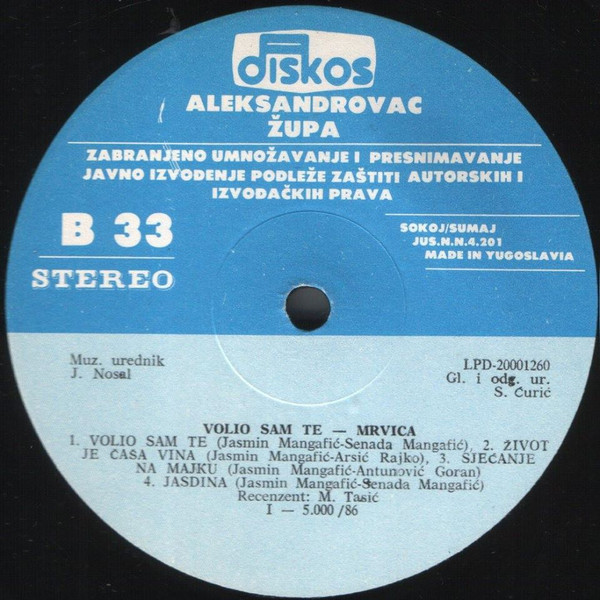 diskos
ALEKSANDROVAC
ŽUPA
ZABRANJENO UMNOŽAVANJE I PRESNIMAVANJE
JAVNO IZVOĐENJE PODLEŽE ZAŠTITI AUTORSKIH I
IZVOĐAČKIH PRAVA
B 33
STEREO
SOKOJ/SUMAJ
JUS.N.N.4.201
MADE IN YUGOSLAVIA
Muz. urednik
J. Nosal
LPD-20001260
Gl. i odg. ur.
S. Ćurić
VOLIO SAM TE — MRVICA
1. VOLIO SAM TE (Jasmin Mangafić-Senada Mangafić), 2. ŽIVOT
JE ČAŠA VINA (Jasmin Mangafić-Arsić Rajko), 3. SJEĆANJE
NA MAJKU (Jasmin Mangafić-Antunović Goran)
4. JASDINA (Jasmin Mangafić-Senada Mangafić)
Recenzent: M. Tasić
I — 5.000 /86